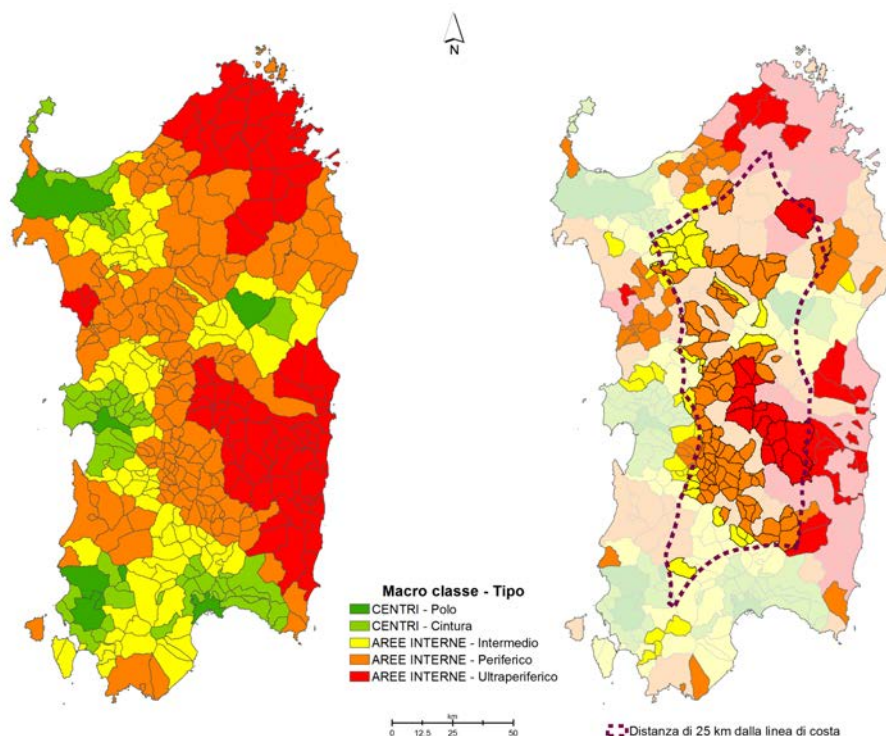 N
Macro classe - Tipo
CENTRI - Polo
CENTRI - Cintura
AREE INTERNE - Intermedio
AREE INTERNE - Periferico
AREE INTERNE - Ultraperiferico
km
0 12.5 25 50
Distanza di 25 km dalla linea di costa